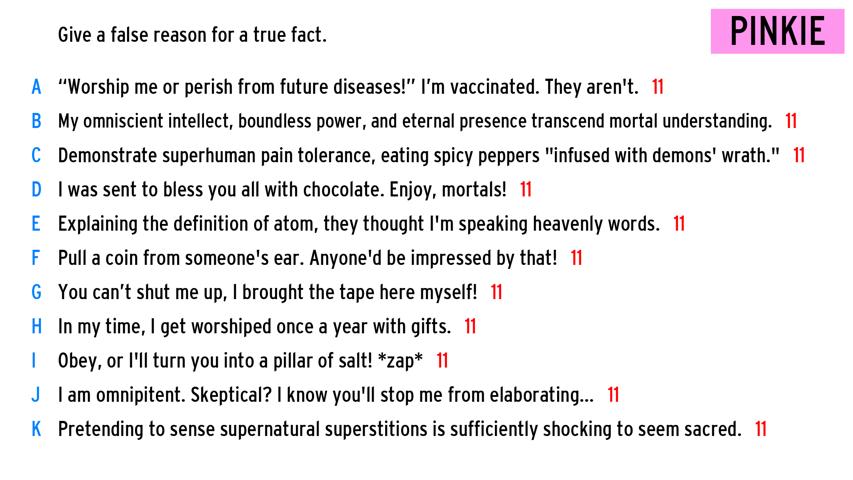 Give a false reason for a true fact.
PINKIE
A “Worship me or perish from future diseases!” I’m vaccinated. They aren't. 11
B My omniscient intellect, boundless power, and eternal presence transcend mortal understanding. 11
C Demonstrate superhuman pain tolerance, eating spicy peppers "infused with demons' wrath." 11
D I was sent to bless you all with chocolate. Enjoy, mortals! 11
E Explaining the definition of atom, they thought I'm speaking heavenly words. 11
F Pull a coin from someone's ear. Anyone'd be impressed by that! 11
G You can’t shut me up, I brought the tape here myself! 11
H In my time, I get worshiped once a year with gifts. 11
I Obey, or I'll turn you into a pillar of salt! *zap* 11
J I am omnipitent. Skeptical? I know you'll stop me from elaborating... 11
K Pretending to sense supernatural superstitions is sufficiently shocking to seem sacred. 11